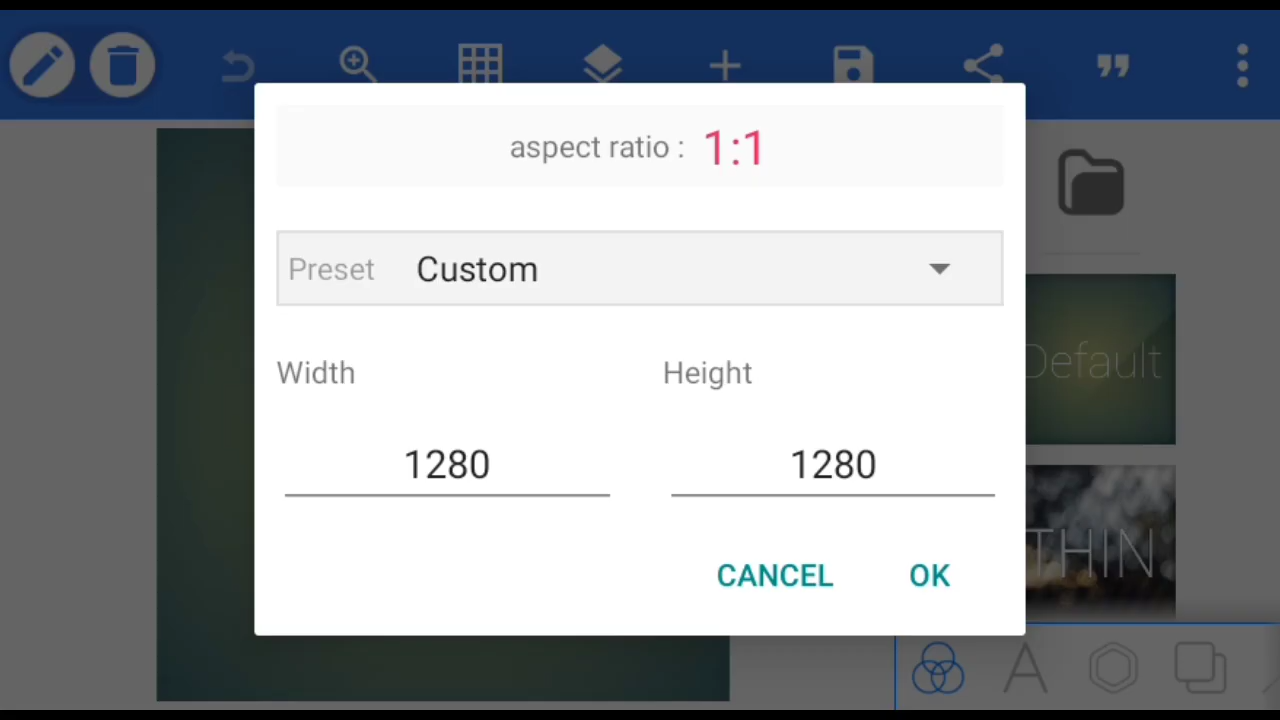 aspect ratio : 1:1
Preset Custom
Width Height
1280 1280
CANCEL OK
Default
THIN
A